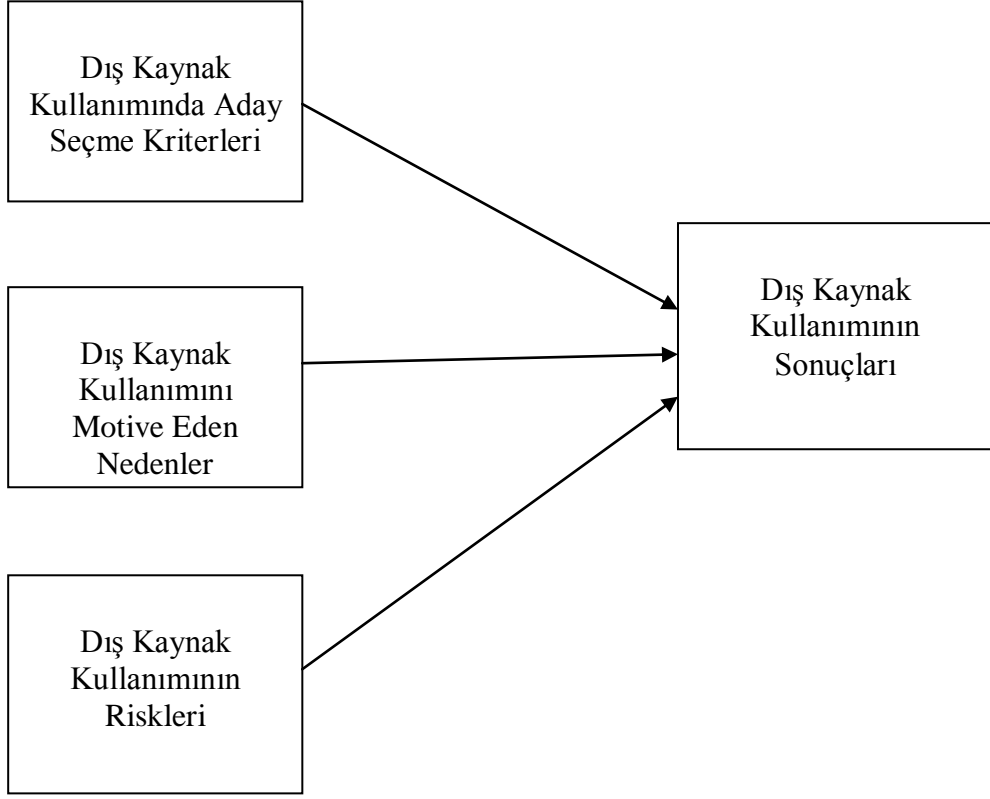 Dış Kaynak
Kullanımında Aday
Seçme Kriterleri
Dış Kaynak
Kullanımını
Motive Eden
Nedenler
Dış Kaynak
Kullanımının
Riskleri
Dış Kaynak
Kullanımının
Sonuçları